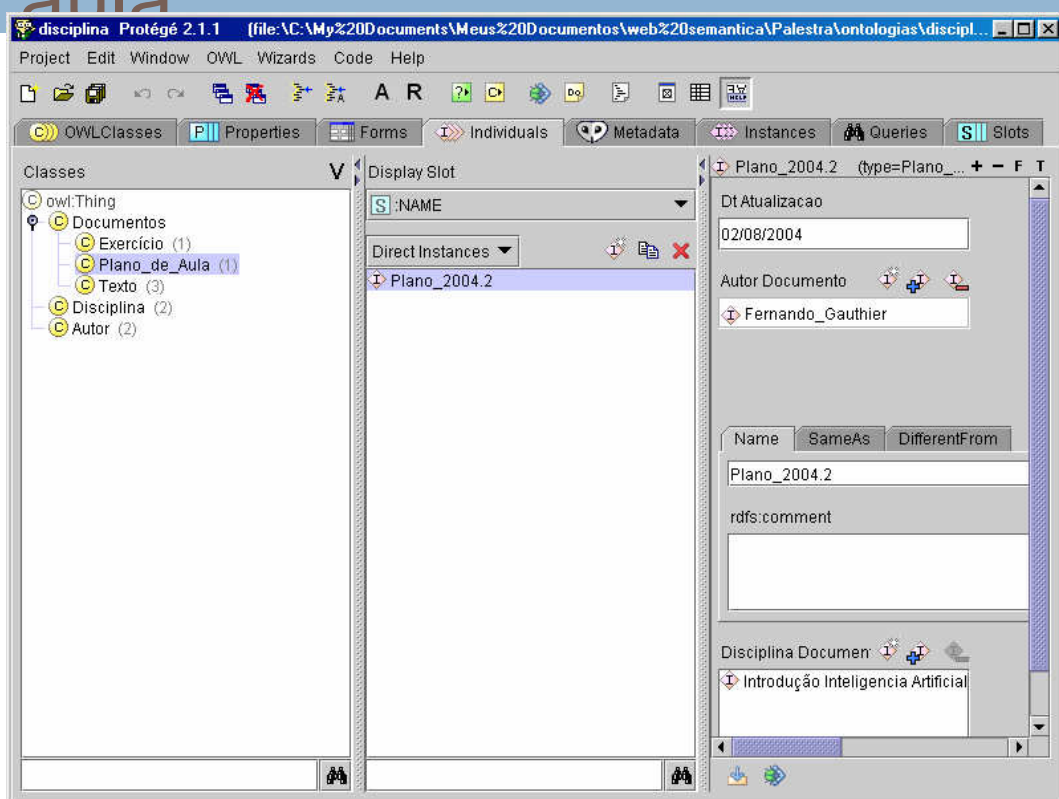 aula
disciplina Protégé 2.1.1 (file:\C:\My%20Documents\Meus%20Documentos\web%20semantica\Palestra\ontologias\discipl...
Project Edit Window OWL Wizards Code Help
A R
OWLClasses Properties Forms Individuals Metadata Instances Queries Slots
Classes V
owl:Thing
Documentos
Exercício (1)
Plano_de_Aula (1)
Texto (3)
Disciplina (2)
Autor (2)
Display Slot
S :NAME
Direct Instances
Plano_2004.2
Plano_2004.2 (type=Plano_... + − F T
Dt Atualizacao
02/08/2004
Autor Documento
Fernando_Gauthier
Name SameAs DifferentFrom
Plano_2004.2
rdfs:comment
Disciplina Documen
Introdução Inteligencia Artificial